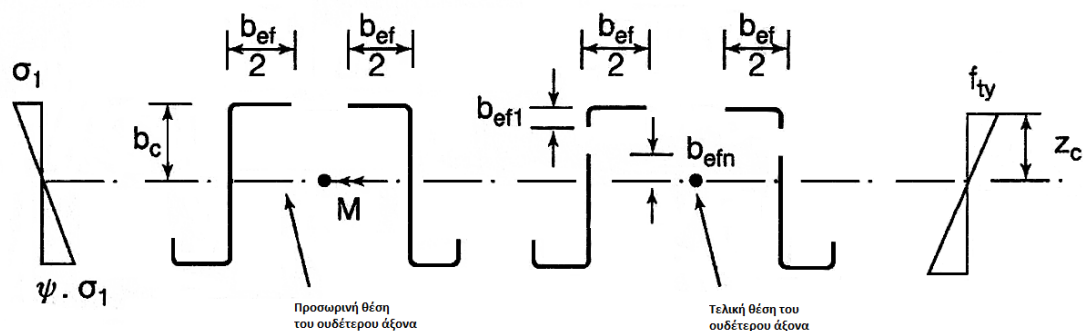 b_ef
2
b_ef
2
b_ef
2
b_ef
2
σ₁
b_c
ψ . σ₁
M
b_ef1
b_efn
f_ty
z_c
Προσωρινή θέση
του ουδέτερου άξονα
Τελική θέση του
ουδέτερου άξονα